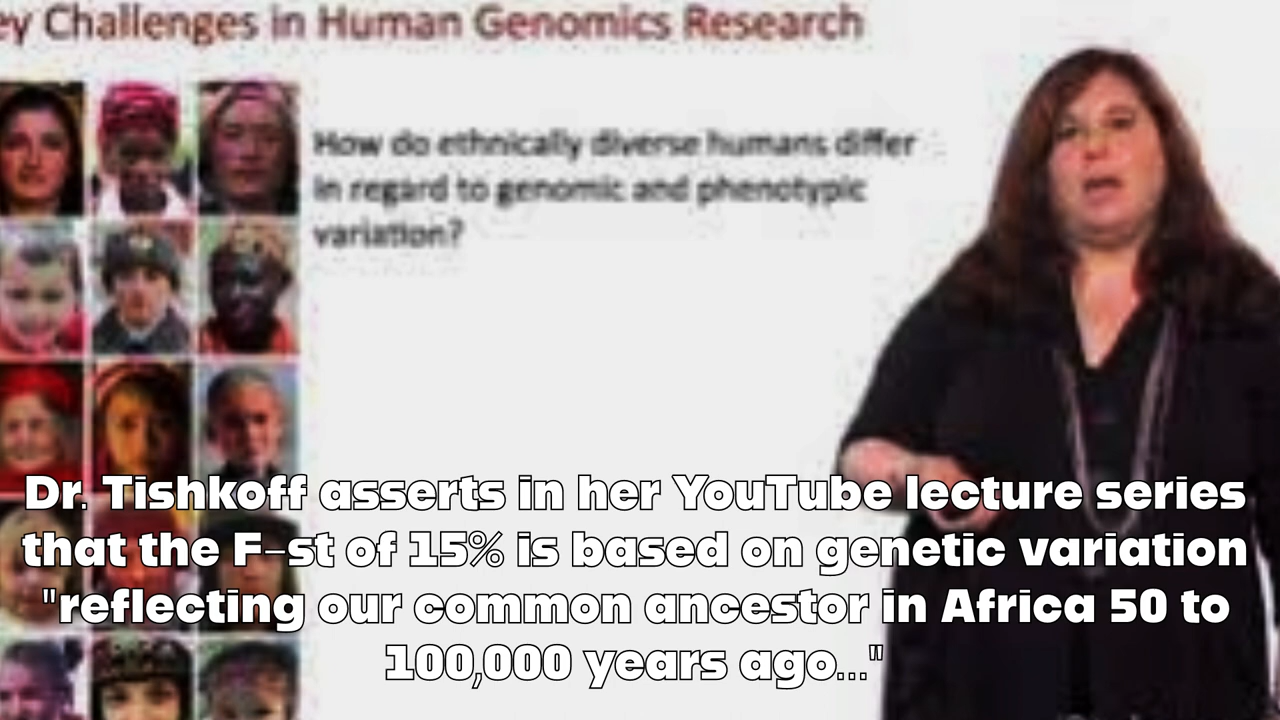 ey Challenges in Human Genomics Research
How do ethnically diverse humans differ
in regard to genomic and phenotypic
variation?
Dr. Tishkoff asserts in her YouTube lecture series
that the F-st of 15% is based on genetic variation
"reflecting our common ancestor in Africa 50 to
100,000 years ago..."